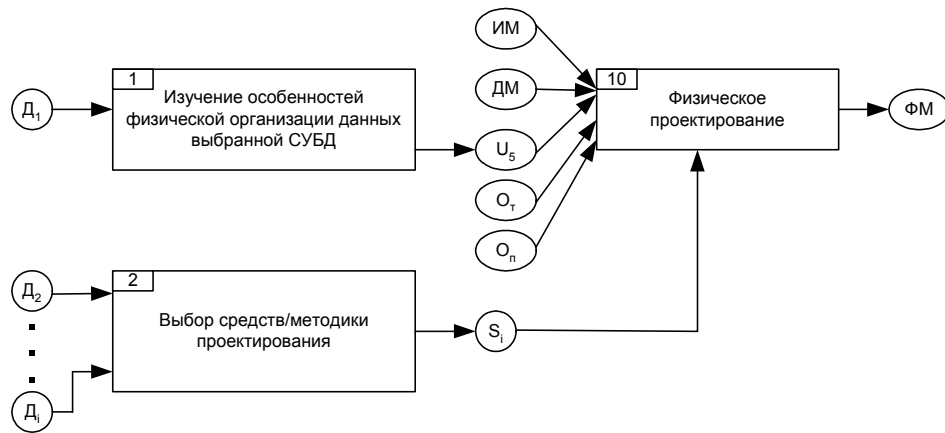 ИМ
1
Изучение особенностей
физической организации данных
выбранной СУБД
Д₁
ДМ
10
Физическое
проектирование
ФМ
U₅
Oт
Oп
Д₂
2
Выбор средств/методики
проектирования
Sᵢ
Дᵢ